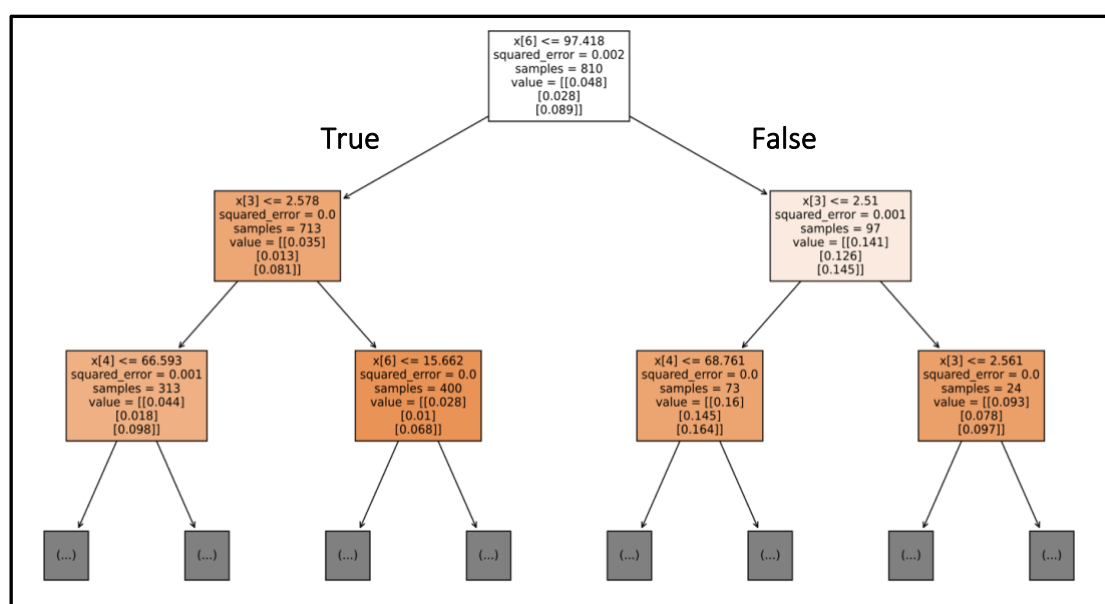 x[6] <= 97.418
squared_error = 0.002
samples = 810
value = [[0.048]
[0.028]
[0.089]]
True
False
x[3] <= 2.578
squared_error = 0.0
samples = 713
value = [[0.035]
[0.013]
[0.081]]
x[3] <= 2.51
squared_error = 0.001
samples = 97
value = [[0.141]
[0.126]
[0.145]]
x[4] <= 66.593
squared_error = 0.001
samples = 313
value = [[0.044]
[0.018]
[0.098]]
x[6] <= 15.662
squared_error = 0.0
samples = 400
value = [[0.028]
[0.01]
[0.068]]
x[4] <= 68.761
squared_error = 0.0
samples = 73
value = [[0.16]
[0.145]
[0.164]]
x[3] <= 2.561
squared_error = 0.0
samples = 24
value = [[0.093]
[0.078]
[0.097]]
(...)
(...)
(...)
(...)
(...)
(...)
(...)
(...)